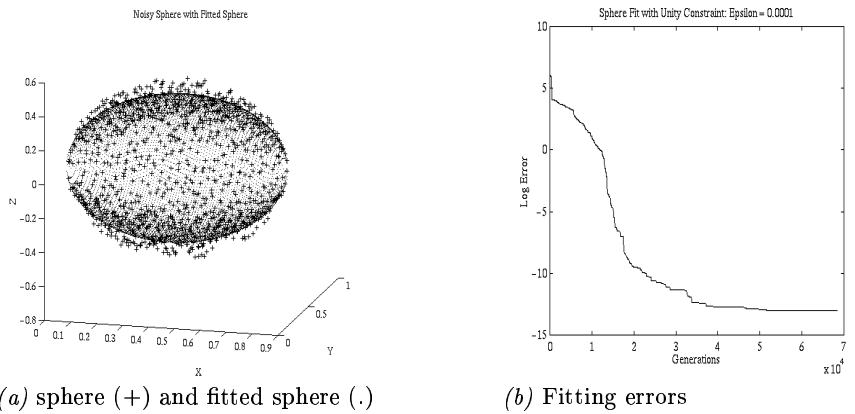 Noisy Sphere with Fitted Sphere
0.6
0.4
0.2
0
−0.2
−0.4
−0.6
−0.8
Z
0
0.1
0.2
0.3
0.4
0.5
0.6
0.7
0.8
0.9
X
0
0.5
1
Y
(a) sphere (+) and fitted sphere (.)
Sphere Fit with Unity Constraint: Epsilon = 0.0001
10
5
0
−5
−10
−15
Log Error
0 1 2 3 4 5 6 70
Generations
x 10^4
(b) Fitting errors